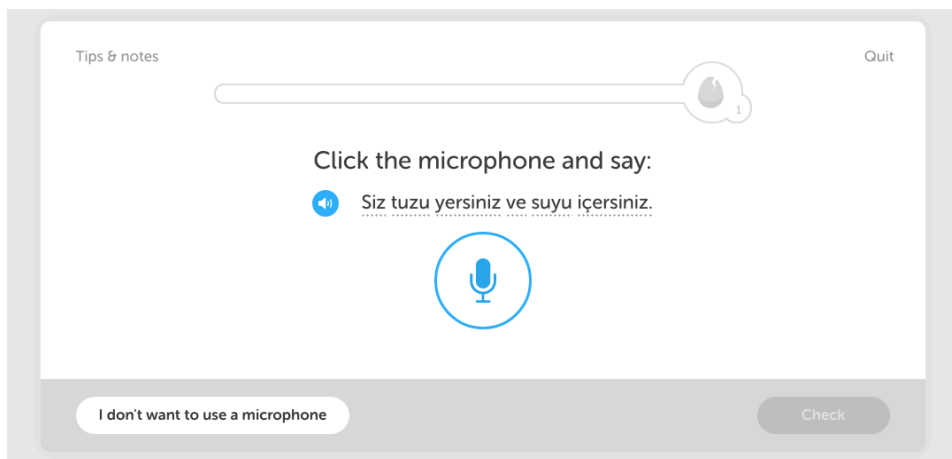 Tips & notes
Quit
1
Click the microphone and say:
Siz tuzu yersiniz ve suyu içersiniz.
I don't want to use a microphone
Check